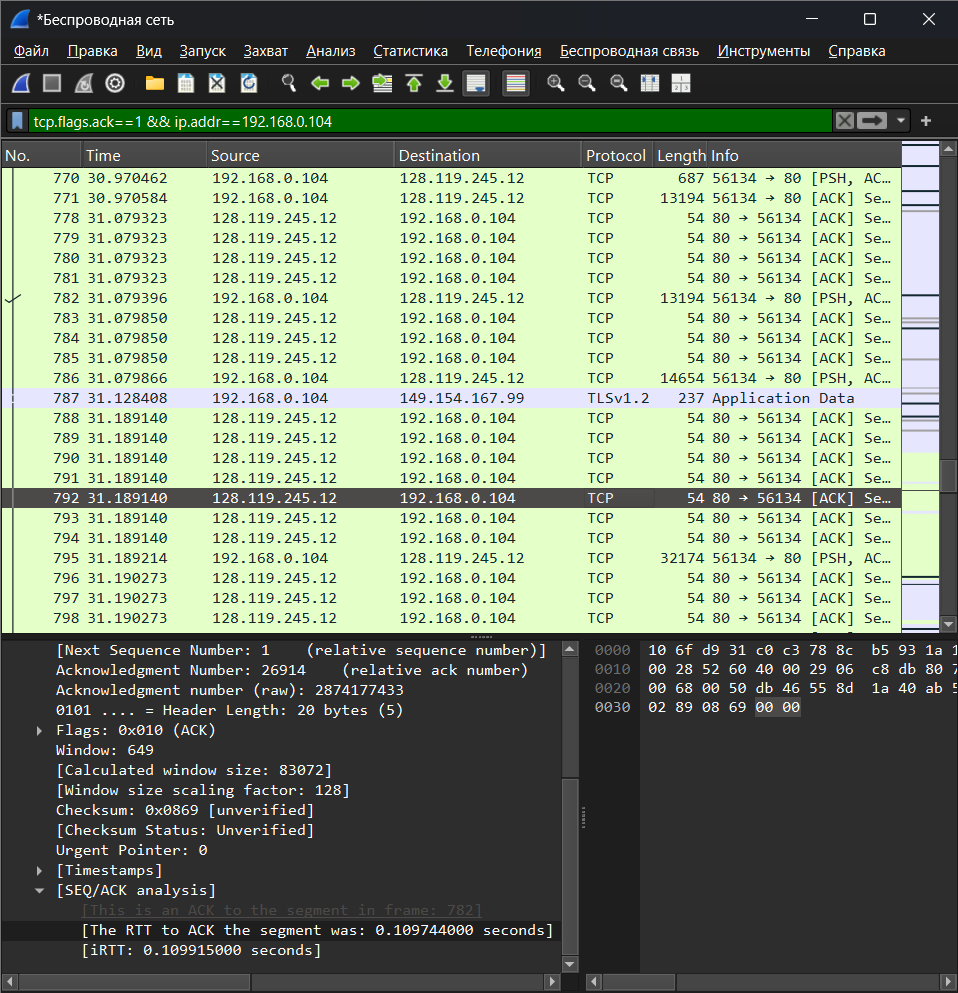 *Беспроводная сеть
Файл Правка Вид Запуск Захват Анализ Статистика Телефония Беспроводная связь Инструменты Справка
tcp.flags.ack==1 && ip.addr==192.168.0.104
No. Time Source Destination Protocol Length Info
770 30.970462 192.168.0.104 128.119.245.12 TCP 687 56134 → 80 [PSH, AC…
771 30.970584 192.168.0.104 128.119.245.12 TCP 13194 56134 → 80 [ACK] Se…
778 31.079323 128.119.245.12 192.168.0.104 TCP 54 80 → 56134 [ACK] Se…
779 31.079323 128.119.245.12 192.168.0.104 TCP 54 80 → 56134 [ACK] Se…
780 31.079323 128.119.245.12 192.168.0.104 TCP 54 80 → 56134 [ACK] Se…
781 31.079323 128.119.245.12 192.168.0.104 TCP 54 80 → 56134 [ACK] Se…
782 31.079396 192.168.0.104 128.119.245.12 TCP 13194 56134 → 80 [PSH, AC…
783 31.079850 128.119.245.12 192.168.0.104 TCP 54 80 → 56134 [ACK] Se…
784 31.079850 128.119.245.12 192.168.0.104 TCP 54 80 → 56134 [ACK] Se…
785 31.079850 128.119.245.12 192.168.0.104 TCP 54 80 → 56134 [ACK] Se…
786 31.079866 192.168.0.104 128.119.245.12 TCP 14654 56134 → 80 [PSH, AC…
787 31.128408 192.168.0.104 149.154.167.99 TLSv1.2 237 Application Data
788 31.189140 128.119.245.12 192.168.0.104 TCP 54 80 → 56134 [ACK] Se…
789 31.189140 128.119.245.12 192.168.0.104 TCP 54 80 → 56134 [ACK] Se…
790 31.189140 128.119.245.12 192.168.0.104 TCP 54 80 → 56134 [ACK] Se…
791 31.189140 128.119.245.12 192.168.0.104 TCP 54 80 → 56134 [ACK] Se…
792 31.189140 128.119.245.12 192.168.0.104 TCP 54 80 → 56134 [ACK] Se…
793 31.189140 128.119.245.12 192.168.0.104 TCP 54 80 → 56134 [ACK] Se…
794 31.189140 128.119.245.12 192.168.0.104 TCP 54 80 → 56134 [ACK] Se…
795 31.189214 192.168.0.104 128.119.245.12 TCP 32174 56134 → 80 [PSH, AC…
796 31.190273 128.119.245.12 192.168.0.104 TCP 54 80 → 56134 [ACK] Se…
797 31.190273 128.119.245.12 192.168.0.104 TCP 54 80 → 56134 [ACK] Se…
798 31.190273 128.119.245.12 192.168.0.104 TCP 54 80 → 56134 [ACK] Se…
[Next Sequence Number: 1 (relative sequence number)]
Acknowledgment Number: 26914 (relative ack number)
Acknowledgment number (raw): 2874177433
0101 .... = Header Length: 20 bytes (5)
Flags: 0x010 (ACK)
Window: 649
[Calculated window size: 83072]
[Window size scaling factor: 128]
Checksum: 0x0869 [unverified]
[Checksum Status: Unverified]
Urgent Pointer: 0
[Timestamps]
[SEQ/ACK analysis]
[This is an ACK to the segment in frame: 782]
[The RTT to ACK the segment was: 0.109744000 seconds]
[iRTT: 0.109915000 seconds]
0000 10 6f d9 31 c0 c3 78 8c b5 93 1a 1
0010 00 28 52 60 40 00 29 06 c8 db 80 7
0020 00 68 00 50 db 46 55 8d 1a 40 ab 5
0030 02 89 08 69 00 00